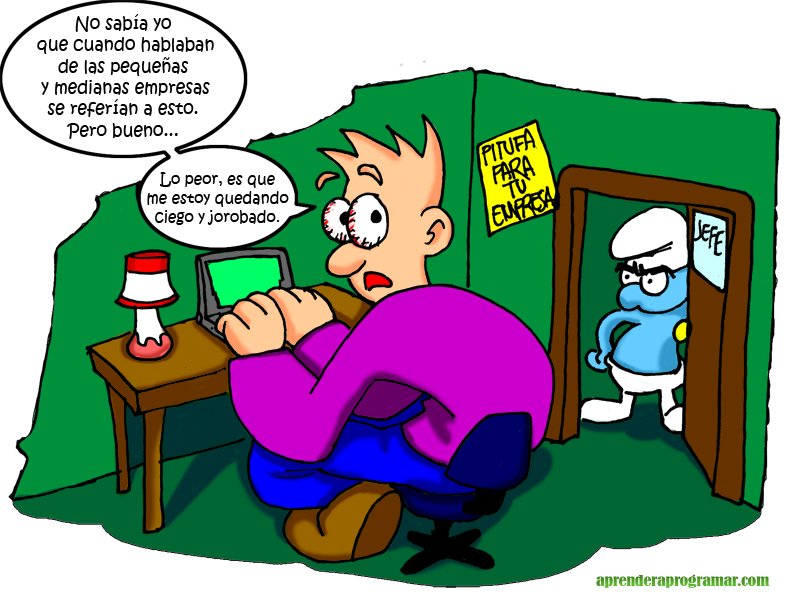 No sabía yo
que cuando hablaban
de las pequeñas
y medianas empresas
se referían a esto.
Pero bueno...
Lo peor, es que
me estoy quedando
ciego y jorobado.
PITUFA
PARA
TU
EMPRESA
JEFE
aprenderaprogramar.com